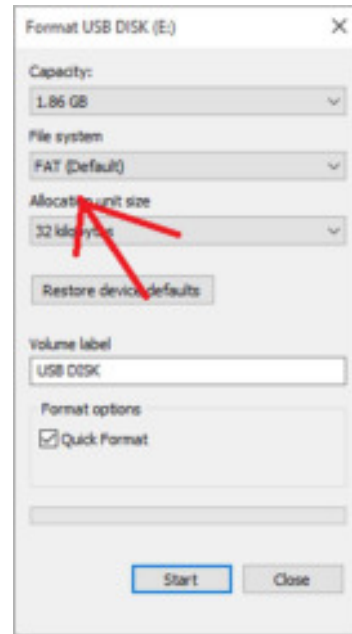 Format USB DISK (E:)
Capacity:
1.86 GB
File system
FAT (Default)
Allocation unit size
32 kilobytes
Restore device defaults
Volume label
USB DISK
Format options
Quick Format
Start
Close